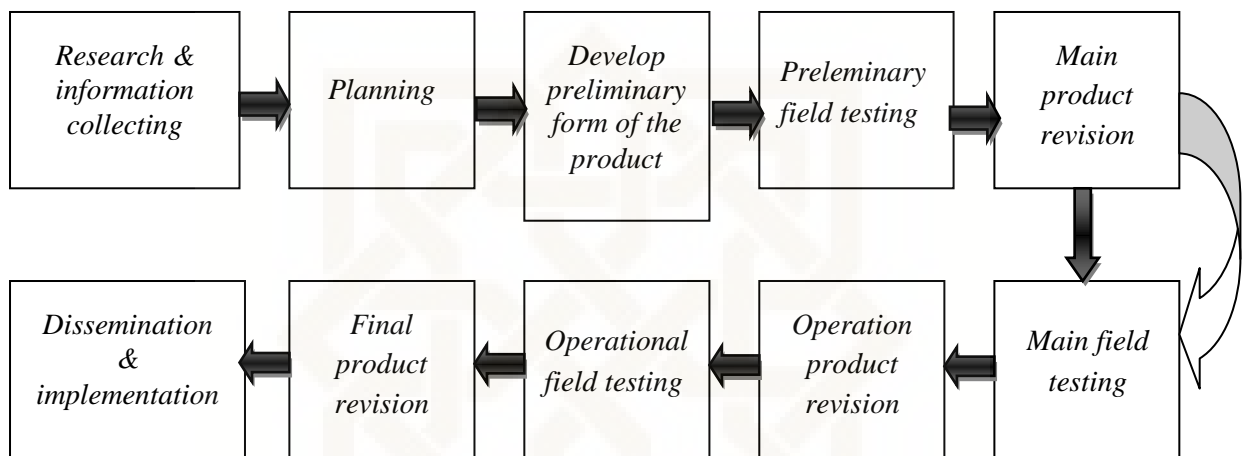 Research &
information
collecting
Planning
Develop
preliminary
form of the
product
Preleminary
field testing
Main
product
revision
Main field
testing
Operation
product
revision
Operational
field testing
Final
product
revision
Dissemination
&
implementation